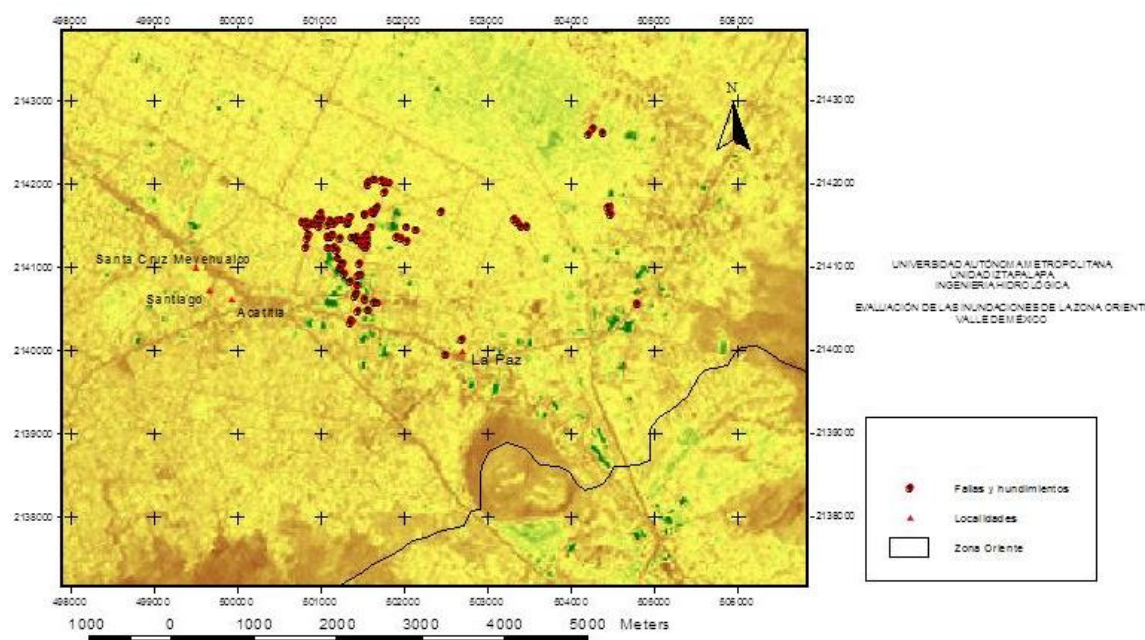 498000 499000 500000 501000 502000 503000 504000 505000 506000
N
2143000 2143000
2142000 2142000
Santa Cruz Meyehualco
2141000 2141000
Santiago
Acatitla
2140000 2140000
La Paz
2139000 2139000
2138000 2138000
498000 499000 500000 501000 502000 503000 504000 505000 506000
1000 0 1000 2000 3000 4000 5000 Meters
UNIVERSIDAD AUTÓNOMA METROPOLITANA
UNIDAD IZTAPALAPA
INGENIERIA HIDROLÓGICA
EVALUACIÓN DE LAS INUNDACIONES DE LA ZONA ORIENT
VALLE DE MÉXICO
Fallas y hundimientos
Localidades
Zona Oriente